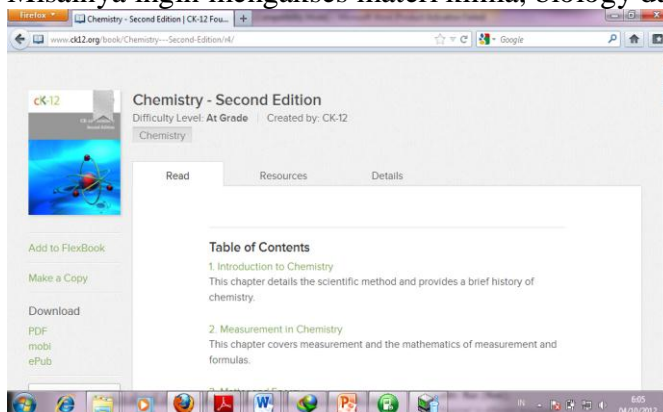 Misalnya ingin mengakses materi kimia, biology d
Firefox
Chemistry - Second Edition | CK-12 Fou...
www.ck12.org/book/Chemistry---Second-Edition/r4/
Google
cK-12
Chemistry - Second Edition
Difficulty Level: At Grade
Created by: CK-12
Chemistry
Read
Resources
Details
Add to FlexBook
Make a Copy
Download
PDF
mobi
ePub
Table of Contents
1. Introduction to Chemistry
This chapter details the scientific method and provides a brief history of
chemistry.
2. Measurement in Chemistry
This chapter covers measurement and the mathematics of measurement and
formulas.
IN
6:05